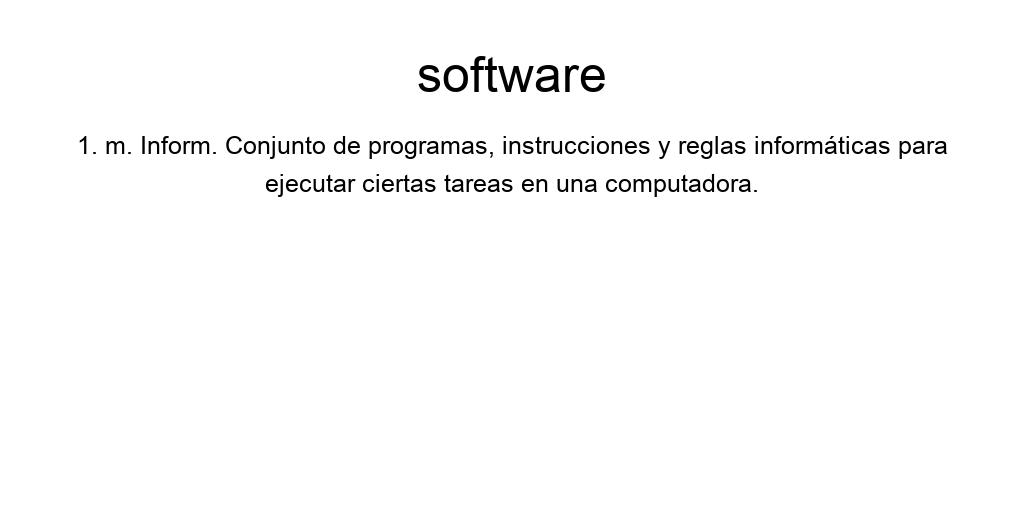 software
1. m. Inform. Conjunto de programas, instrucciones y reglas informáticas para
ejecutar ciertas tareas en una computadora.